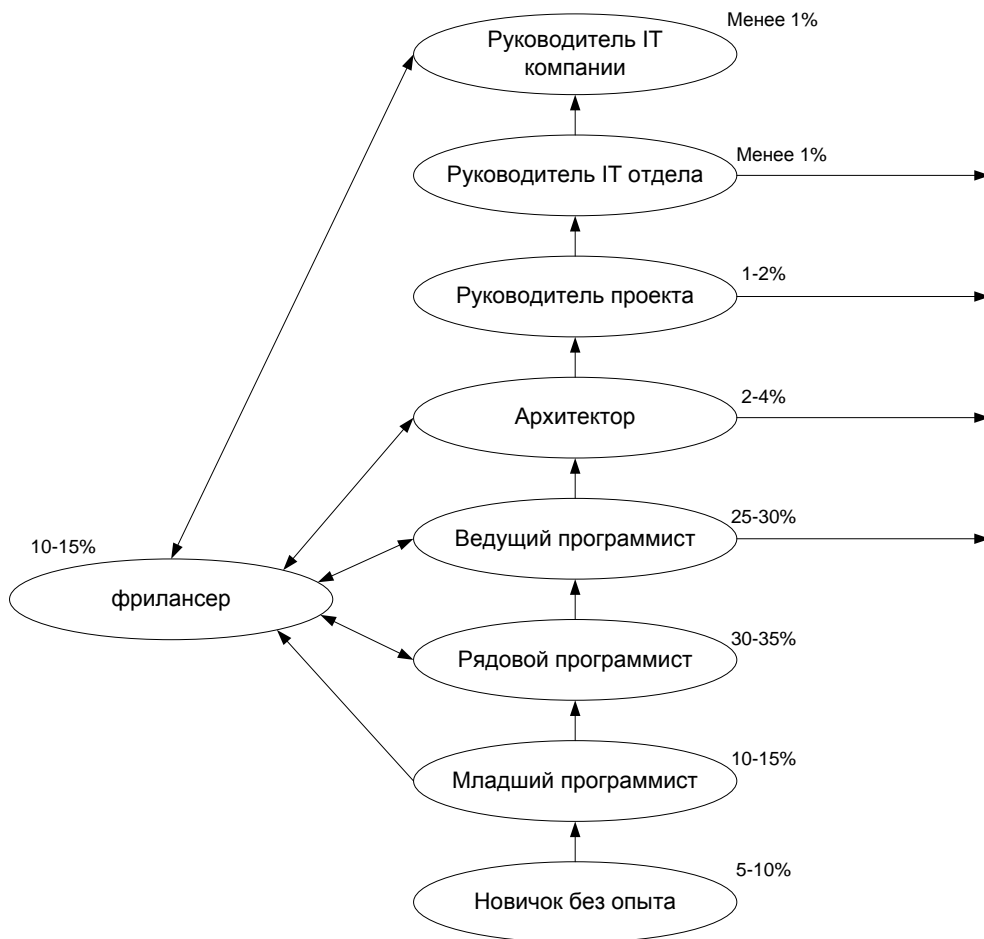 Менее 1%
Руководитель IT
компании
Менее 1%
Руководитель IT отдела
1-2%
Руководитель проекта
2-4%
Архитектор
25-30%
Ведущий программист
10-15%
фрилансер
30-35%
Рядовой программист
10-15%
Младший программист
5-10%
Новичок без опыта